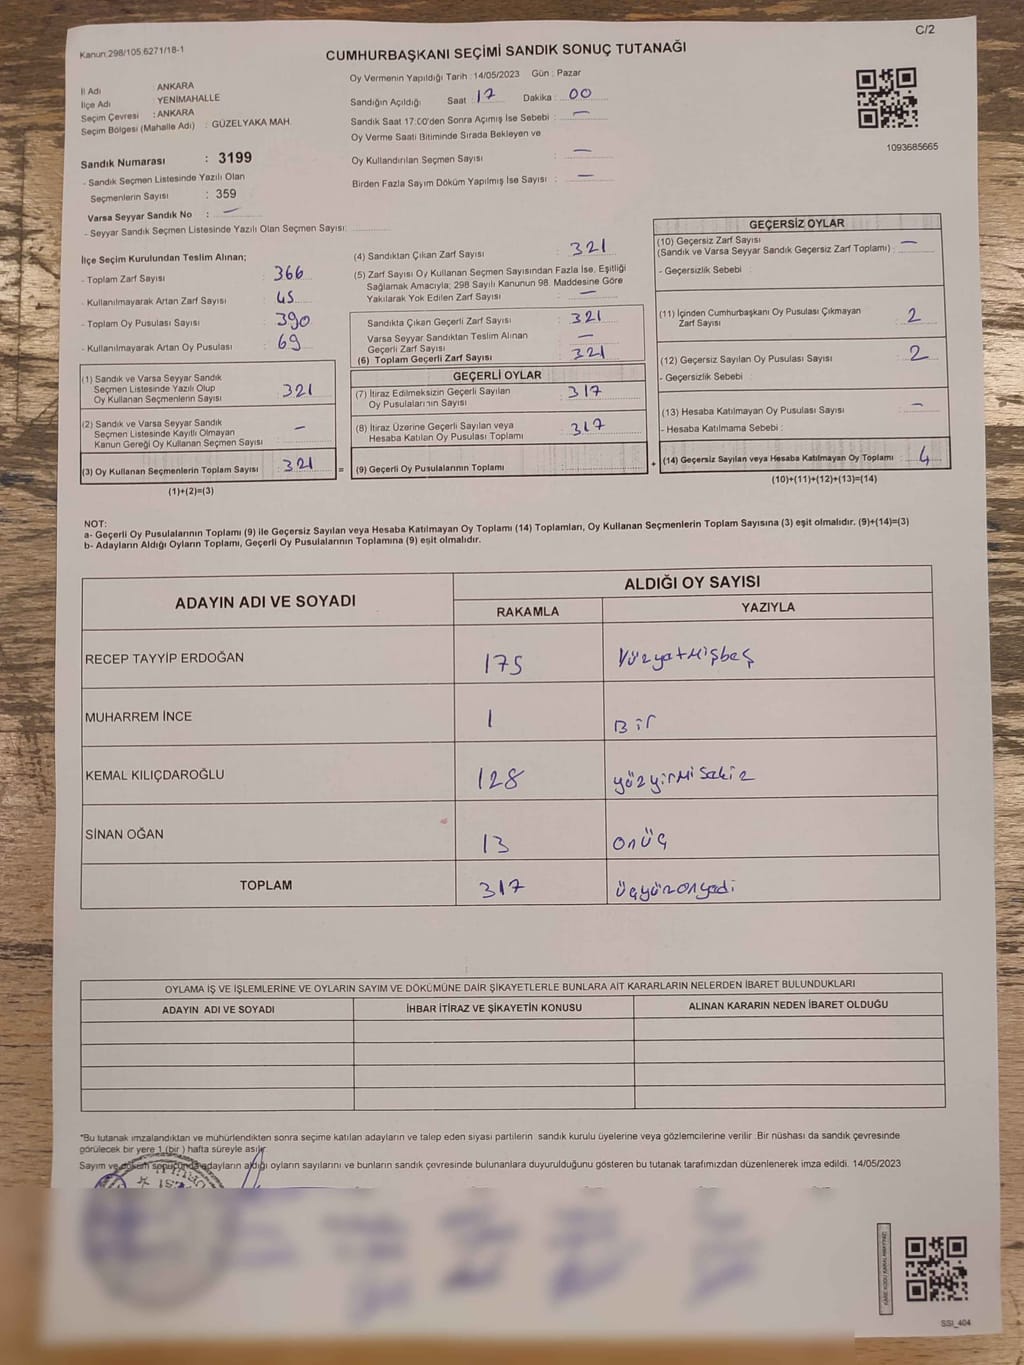 Kanun.298/105.6271/18-1
C/2
CUMHURBAŞKANI SEÇİMİ SANDIK SONUÇ TUTANAĞI
İl Adı ANKARA
İlçe Adı YENİMAHALLE
Seçim Çevresi : ANKARA
Seçim Bölgesi (Mahalle Adı) : GÜZELYAKA MAH.
Oy Vermenin Yapıldığı Tarih : 14/05/2023 Gün : Pazar
Sandığın Açıldığı Saat : 17 Dakika : 00
Sandık Saat 17:00'den Sonra Açımış İse Sebebi : —
Oy Verme Saati Bitiminde Sırada Bekleyen ve
Oy Kullandırılan Seçmen Sayısı : —
Birden Fazla Sayım Döküm Yapılmış İse Sayısı : —
1093685665
Sandık Numarası : 3199
- Sandık Seçmen Listesinde Yazılı Olan
Seçmenlerin Sayısı : 359
Varsa Seyyar Sandık No : —
- Seyyar Sandık Seçmen Listesinde Yazılı Olan Seçmen Sayısı:
İlçe Seçim Kurulundan Teslim Alınan;
- Toplam Zarf Sayısı : 366
- Kullanılmayarak Artan Zarf Sayısı : 45
- Toplam Oy Pusulası Sayısı : 390
- Kullanılmayarak Artan Oy Pusulası : 69
(1) Sandık ve Varsa Seyyar Sandık
Seçmen Listesinde Yazılı Olup
Oy Kullanan Seçmenlerin Sayısı : 321
(2) Sandık ve Varsa Seyyar Sandık
Seçmen Listesinde Kayıtlı Olmayan
Kanun Gereği Oy Kullanan Seçmen Sayısı : —
(3) Oy Kullanan Seçmenlerin Toplam Sayısı : 321
(1)+(2)=(3)
(4) Sandıktan Çıkan Zarf Sayısı : 321
(5) Zarf Sayısı Oy Kullanan Seçmen Sayısından Fazla İse, Eşitliği
Sağlamak Amacıyla; 298 Sayılı Kanunun 98. Maddesine Göre
Yakılarak Yok Edilen Zarf Sayısı : —
Sandıkta Çıkan Geçerli Zarf Sayısı : 321
Varsa Seyyar Sandıktan Teslim Alınan
Geçerli Zarf Sayısı : —
(6) Toplam Geçerli Zarf Sayısı : 321
GEÇERLİ OYLAR
(7) İtiraz Edilmeksizin Geçerli Sayılan
Oy Pusulalarının Sayısı : 317
(8) İtiraz Üzerine Geçerli Sayılan veya
Hesaba Katılan Oy Pusulası Toplamı : 317
= (9) Geçerli Oy Pusulalarının Toplamı :
GEÇERSİZ OYLAR
(10) Geçersiz Zarf Sayısı
(Sandık ve Varsa Seyyar Sandık Geçersiz Zarf Toplamı) : —
- Geçersizlik Sebebi :
(11) İçinden Cumhurbaşkanı Oy Pusulası Çıkmayan
Zarf Sayısı : 2
(12) Geçersiz Sayılan Oy Pusulası Sayısı : 2
- Geçersizlik Sebebi :
(13) Hesaba Katılmayan Oy Pusulası Sayısı : —
- Hesaba Katılmama Sebebi :
+ (14) Geçersiz Sayılan veya Hesaba Katılmayan Oy Toplamı : 4
(10)+(11)+(12)+(13)=(14)
NOT:
a- Geçerli Oy Pusulalarının Toplamı (9) ile Geçersiz Sayılan veya Hesaba Katılmayan Oy Toplamı (14) Toplamları, Oy Kullanan Seçmenlerin Toplam Sayısına (3) eşit olmalıdır. (9)+(14)=(3)
b- Adayların Aldığı Oyların Toplamı, Geçerli Oy Pusulalarının Toplamına (9) eşit olmalıdır.
ADAYIN ADI VE SOYADI ALDIĞI OY SAYISI
RAKAMLA YAZIYLA
RECEP TAYYİP ERDOĞAN 175 Yüzyetmişbeş
MUHARREM İNCE 1 Bir
KEMAL KILIÇDAROĞLU 128 yüzyirmi sekiz
SİNAN OĞAN 13 onüç
TOPLAM 317 üçyüzonyedi
OYLAMA İŞ VE İŞLEMLERİNE VE OYLARIN SAYIM VE DÖKÜMÜNE DAİR ŞİKAYETLERLE BUNLARA AİT KARARLARIN NELERDEN İBARET BULUNDUKLARI
ADAYIN ADI VE SOYADI İHBAR İTİRAZ VE ŞİKAYETİN KONUSU ALINAN KARARIN NEDEN İBARET OLDUĞU
*Bu tutanak imzalandıktan ve mühürlendikten sonra seçime katılan adayların ve talep eden siyasi partilerin sandık kurulu üyelerine veya gözlemcilerine verilir. Bir nüshası da sandık çevresinde
görülecek bir yere 1 (bir) hafta süreyle asılır.
Sayım ve döküm sonucunda adayların aldığı oyların sayılarını ve bunların sandık çevresinde bulunanlara duyurulduğunu gösteren bu tutanak tarafımızdan düzenlenerek imza edildi. 14/05/2023
KARE KODU KARALAMAYINIZ
SSI_404